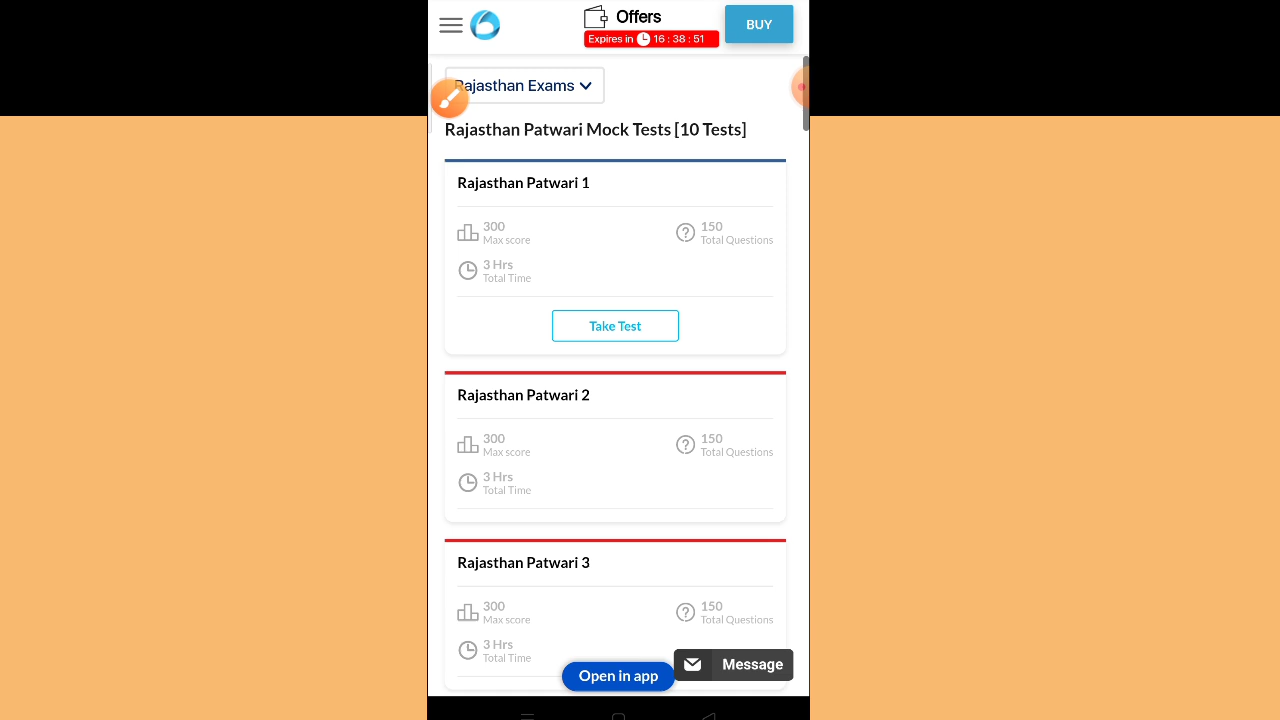 Offers
Expires in 16 : 38 : 51
BUY
Rajasthan Exams
Rajasthan Patwari Mock Tests [10 Tests]
Rajasthan Patwari 1
300
Max score
150
Total Questions
3 Hrs
Total Time
Take Test
Rajasthan Patwari 2
300
Max score
150
Total Questions
3 Hrs
Total Time
Rajasthan Patwari 3
300
Max score
150
Total Questions
3 Hrs
Total Time
Open in app
Message